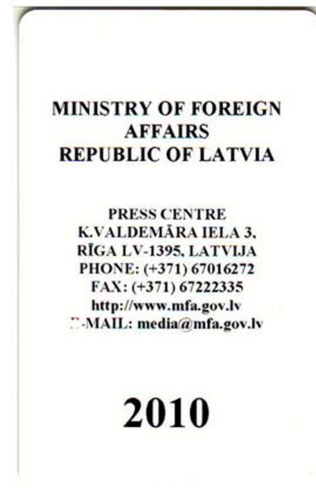 MINISTRY OF FOREIGN
AFFAIRS
REPUBLIC OF LATVIA
PRESS CENTRE
K.VALDEMĀRA IELA 3,
RĪGA LV-1395, LATVIJA
PHONE: (+371) 67016272
FAX: (+371) 67222335
http://www.mfa.gov.lv
E-MAIL: media@mfa.gov.lv
2010